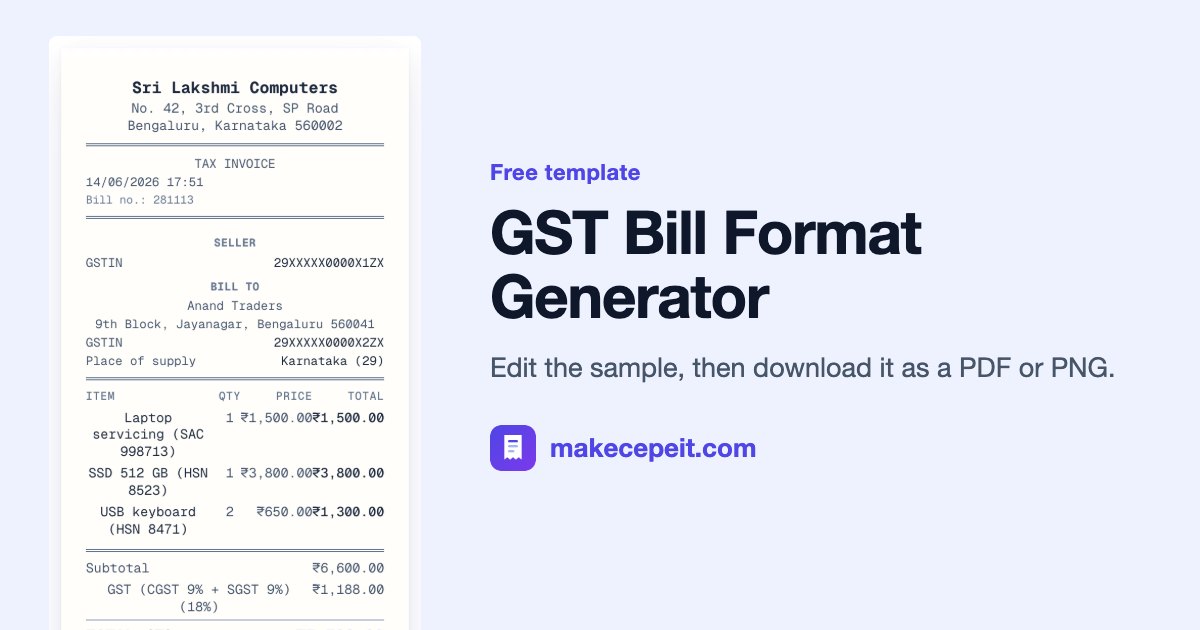 Sri Lakshmi Computers
No. 42, 3rd Cross, SP Road
Bengaluru, Karnataka 560002
TAX INVOICE
14/06/2026 17:51
Bill no.: 281113
SELLER
GSTIN 29XXXXX0000X1ZX
BILL TO
Anand Traders
9th Block, Jayanagar, Bengaluru 560041
GSTIN 29XXXXX0000X2ZX
Place of supply Karnataka (29)
ITEM QTY PRICE TOTAL
Laptop 1 ₹1,500.00 ₹1,500.00
servicing (SAC
998713)
SSD 512 GB (HSN 1 ₹3,800.00 ₹3,800.00
8523)
USB keyboard 2 ₹650.00 ₹1,300.00
(HSN 8471)
Subtotal ₹6,600.00
GST (CGST 9% + SGST 9%) ₹1,188.00
(18%)
Free template
GST Bill Format
Generator
Edit the sample, then download it as a PDF or PNG.
makecepeit.com